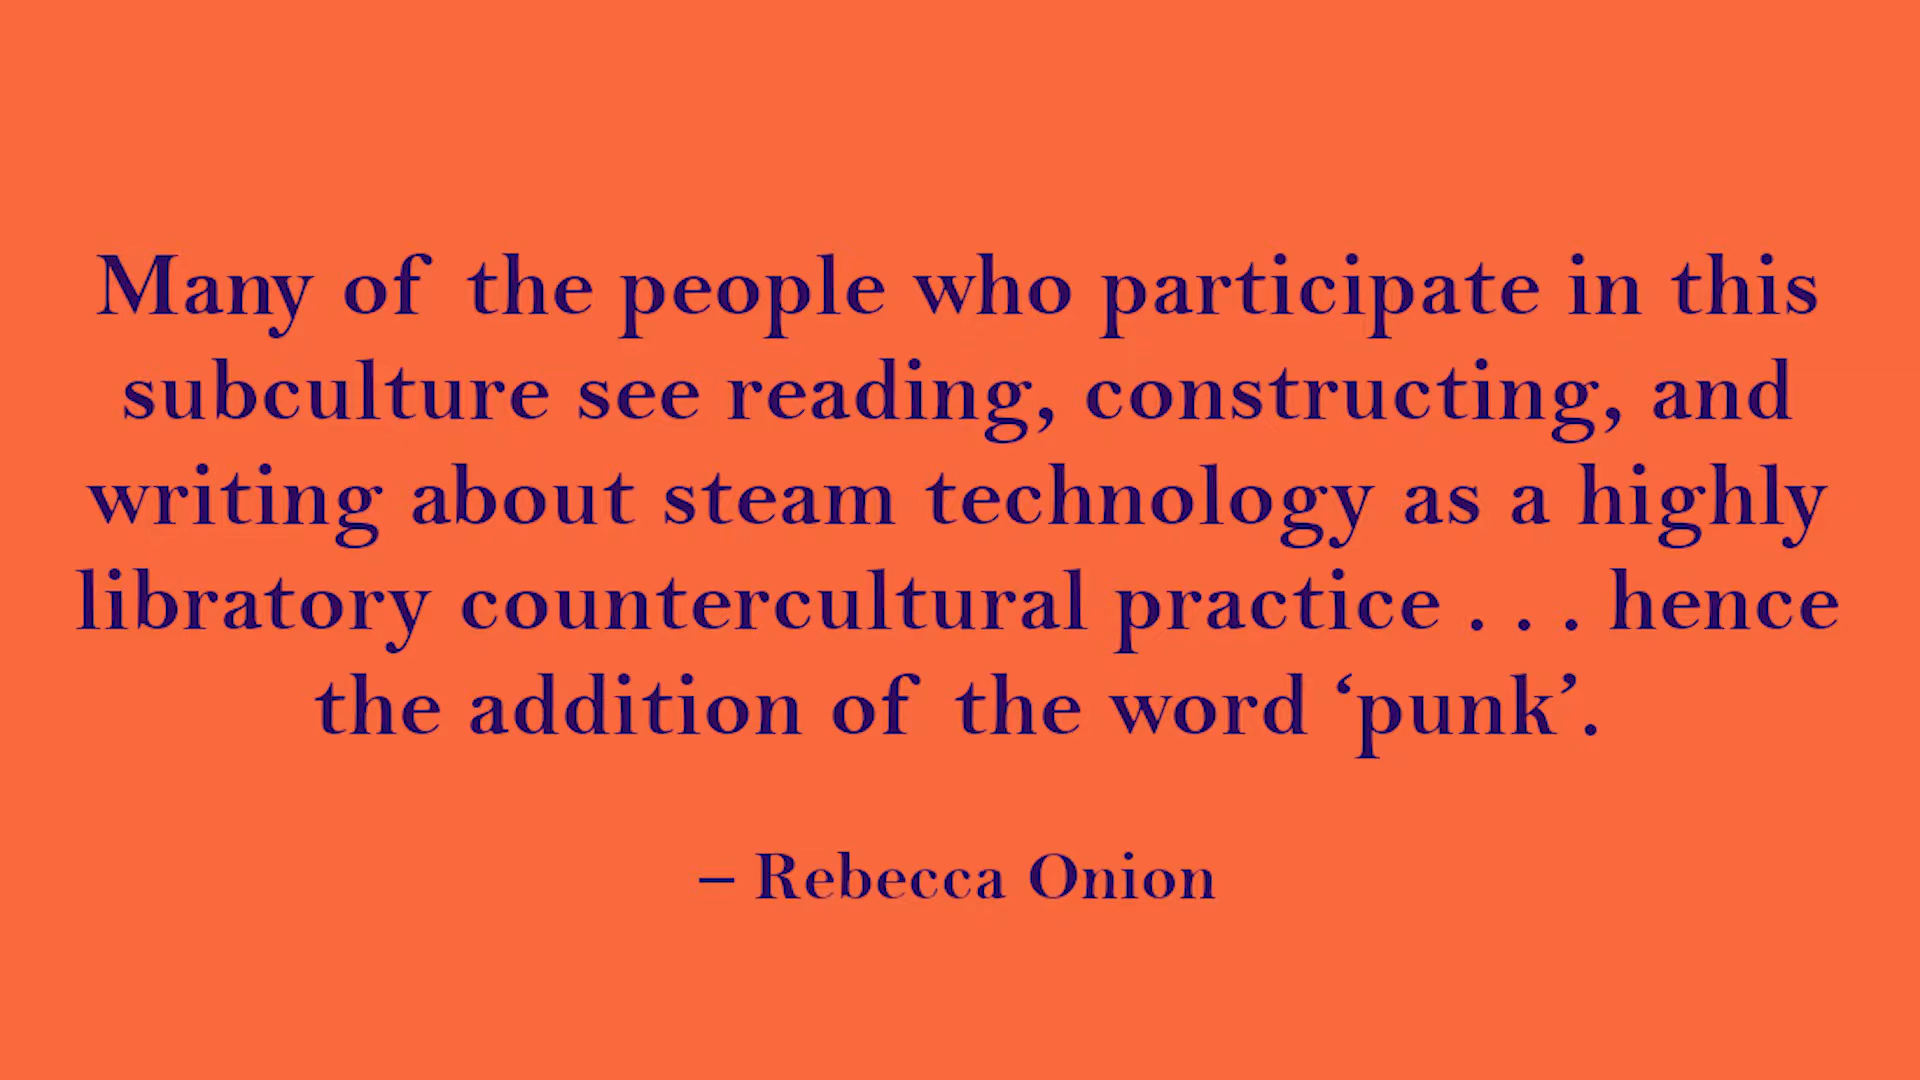 Many of the people who participate in this
subculture see reading, constructing, and
writing about steam technology as a highly
libratory countercultural practice . . . hence
the addition of the word ‘punk’.
– Rebecca Onion